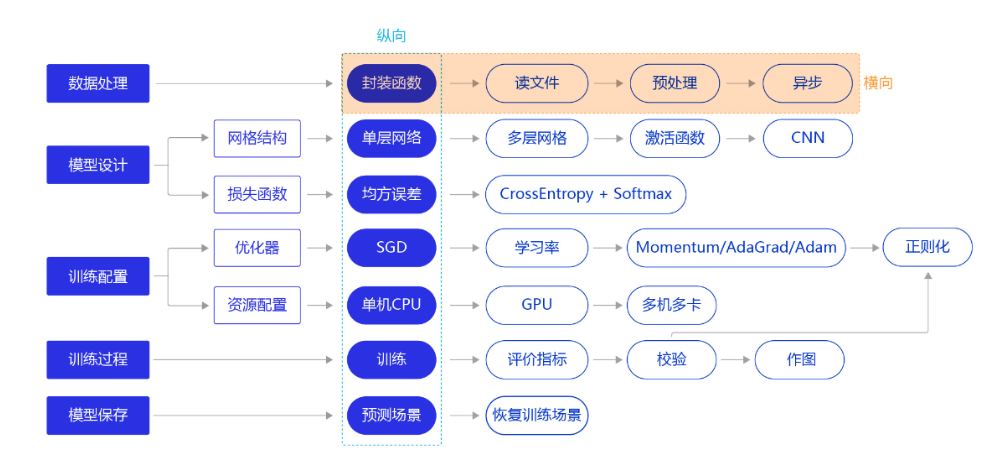 纵向
数据处理
封装函数
读文件
预处理
异步
横向
模型设计
网格结构
单层网络
多层网格
激活函数
CNN
损失函数
均方误差
CrossEntropy + Softmax
训练配置
优化器
SGD
学习率
Momentum/AdaGrad/Adam
正则化
资源配置
单机CPU
GPU
多机多卡
训练过程
训练
评价指标
校验
作图
模型保存
预测场景
恢复训练场景